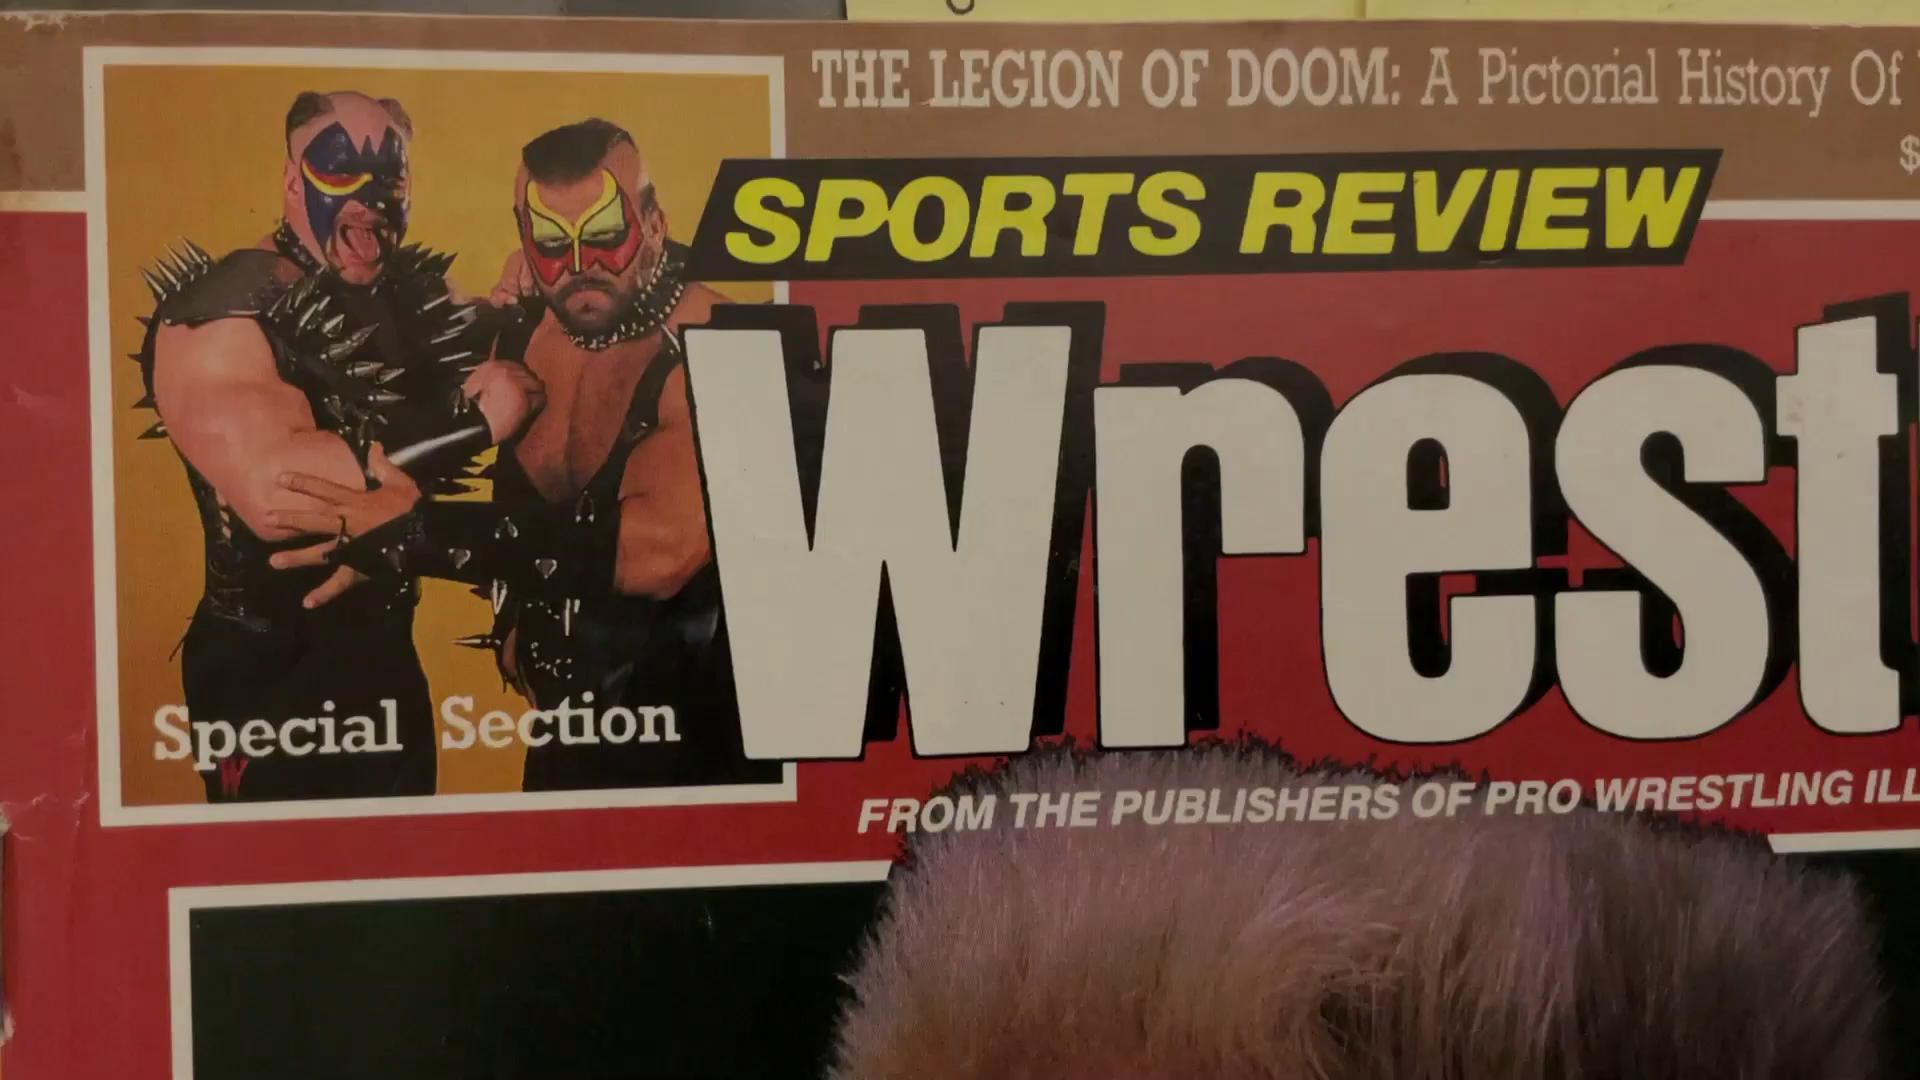 THE LEGION OF DOOM: A Pictorial History Of
$
SPORTS REVIEW
Wrest
Special Section
FROM THE PUBLISHERS OF PRO WRESTLING ILL